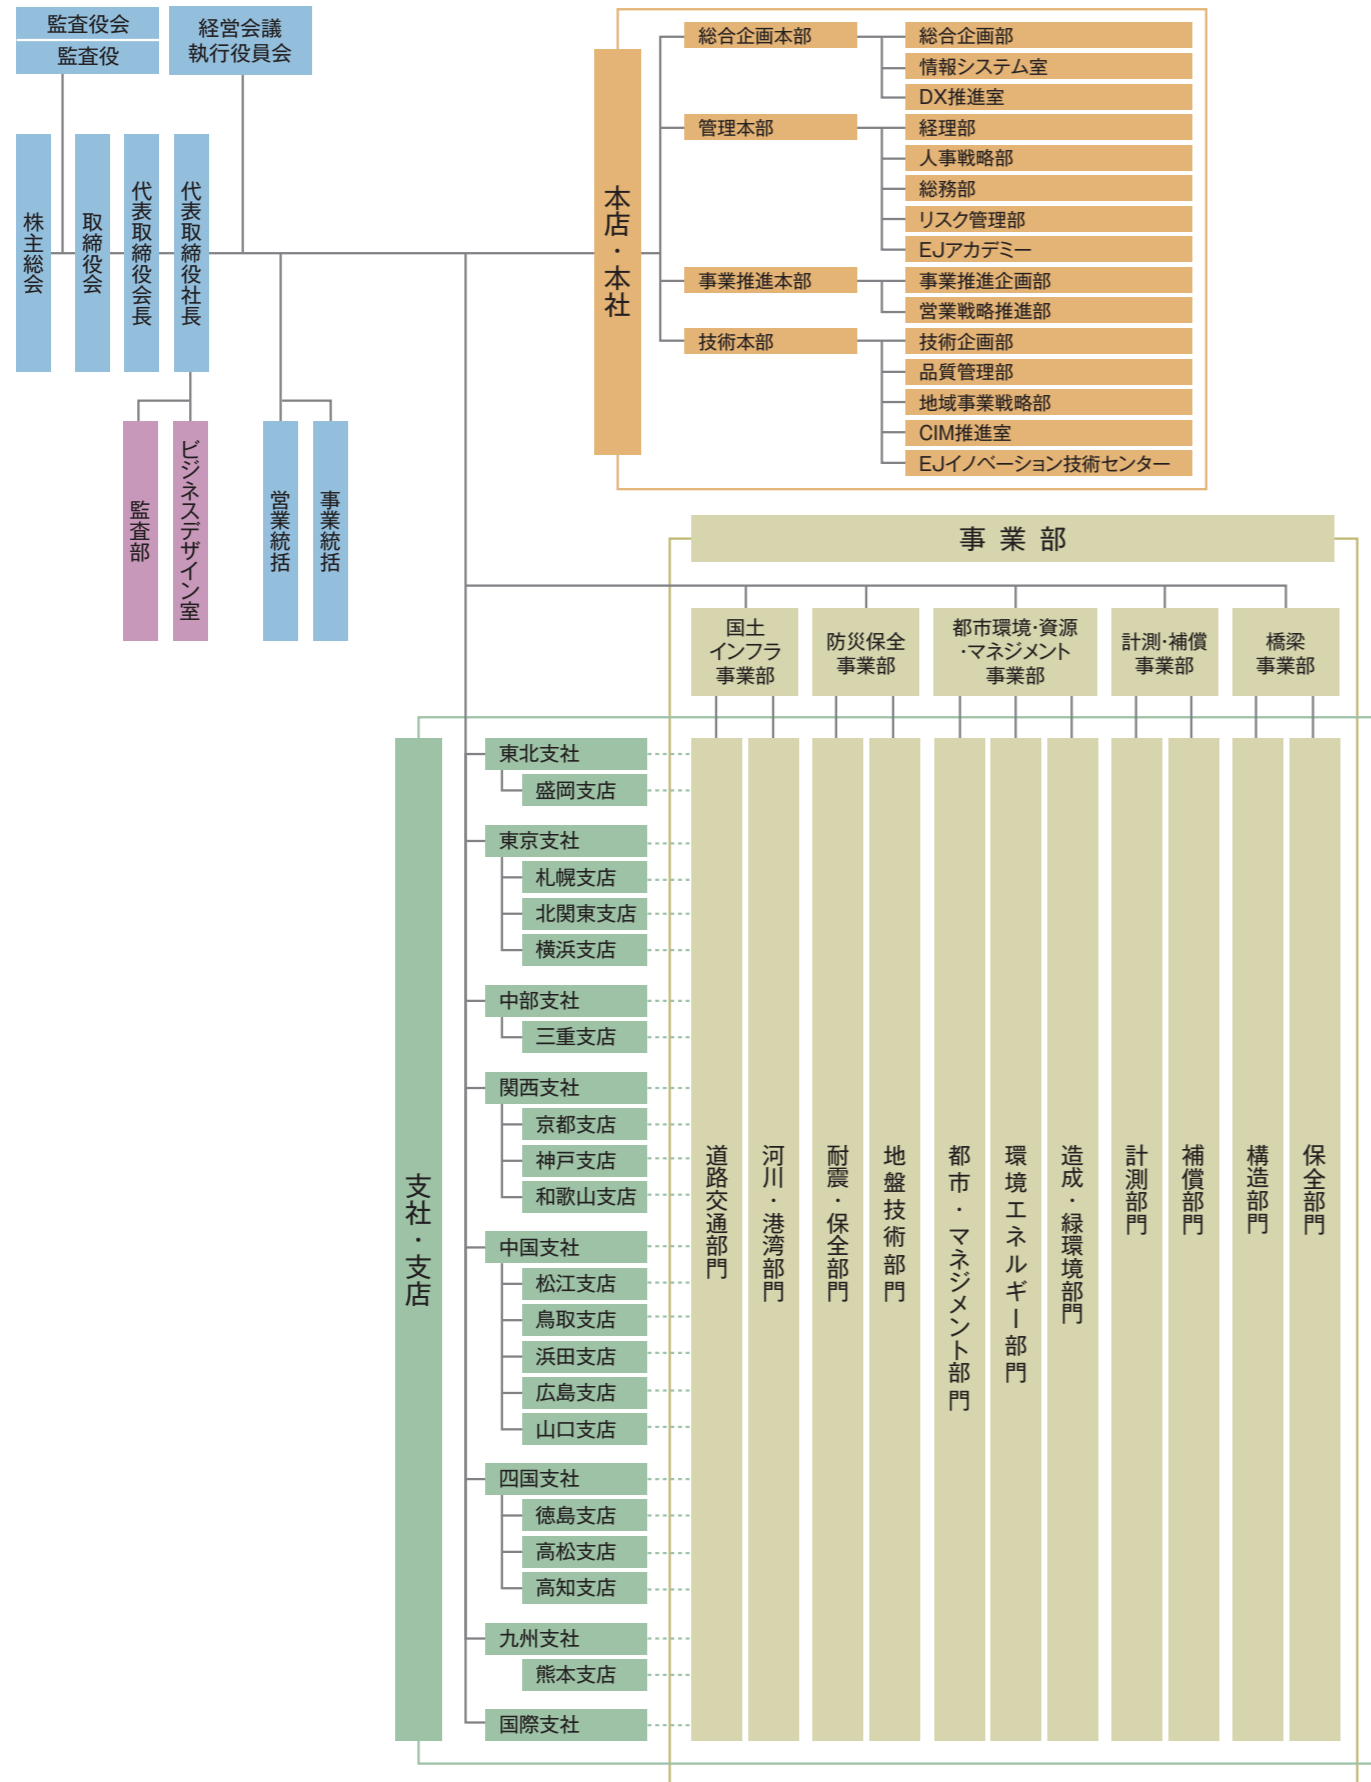 監査役会
監査役
経営会議
執行役員会
株主総会
取締役会
代表取締役会長
代表取締役社長
監査部
ビジネスデザイン室
営業統括
事業統括
本店・本社
総合企画本部
総合企画部
情報システム室
DX推進室
管理本部
経理部
人事戦略部
総務部
リスク管理部
EJアカデミー
事業推進本部
事業推進企画部
営業戦略推進部
技術本部
技術企画部
品質管理部
地域事業戦略部
CIM推進室
EJイノベーション技術センター
事業部
国土
インフラ
事業部
防災保全
事業部
都市環境・資源
・マネジメント
事業部
計測・補償
事業部
橋梁
事業部
支社・支店
東北支社
盛岡支店
東京支社
札幌支店
北関東支店
横浜支店
中部支社
三重支店
関西支社
京都支店
神戸支店
和歌山支店
中国支社
松江支店
鳥取支店
浜田支店
広島支店
山口支店
四国支社
徳島支店
高松支店
高知支店
九州支社
熊本支店
国際支社
道路交通部門
河川・港湾部門
耐震・保全部門
地盤技術部門
都市・マネジメント部門
環境エネルギー部門
造成・緑環境部門
計測部門
補償部門
構造部門
保全部門